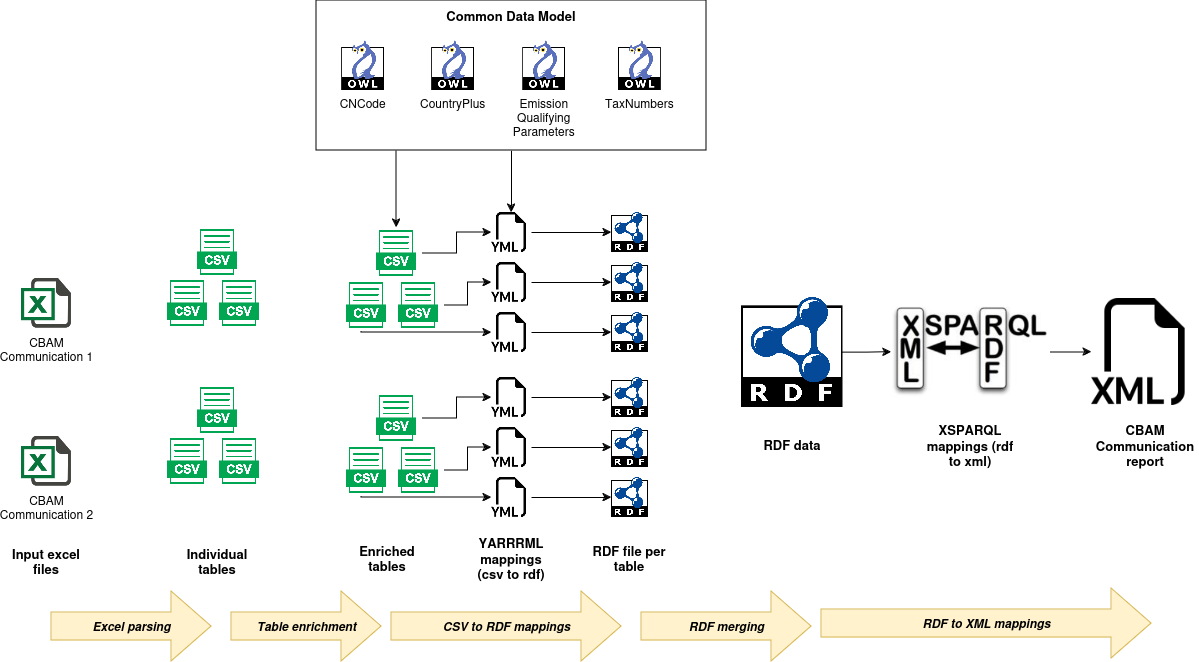 Common Data Model
OWL
OWL
OWL
OWL
CNCode
CountryPlus
Emission
Qualifying
Parameters
TaxNumbers
X
CBAM
Communication 1
CSV
CSV
CSV
CSV
CSV
CSV
YML
YML
YML
RDF
RDF
RDF
X
CBAM
Communication 2
CSV
CSV
CSV
CSV
CSV
CSV
YML
YML
YML
RDF
RDF
RDF
RDF
RDF data
XML
XSPARQL
RDF
XSPARQL
mappings (rdf
to xml)
XML
CBAM
Communication
report
Input excel
files
Individual
tables
Enriched
tables
YARRRML
mappings
(csv to rdf)
RDF file per
table
Excel parsing
Table enrichment
CSV to RDF mappings
RDF merging
RDF to XML mappings